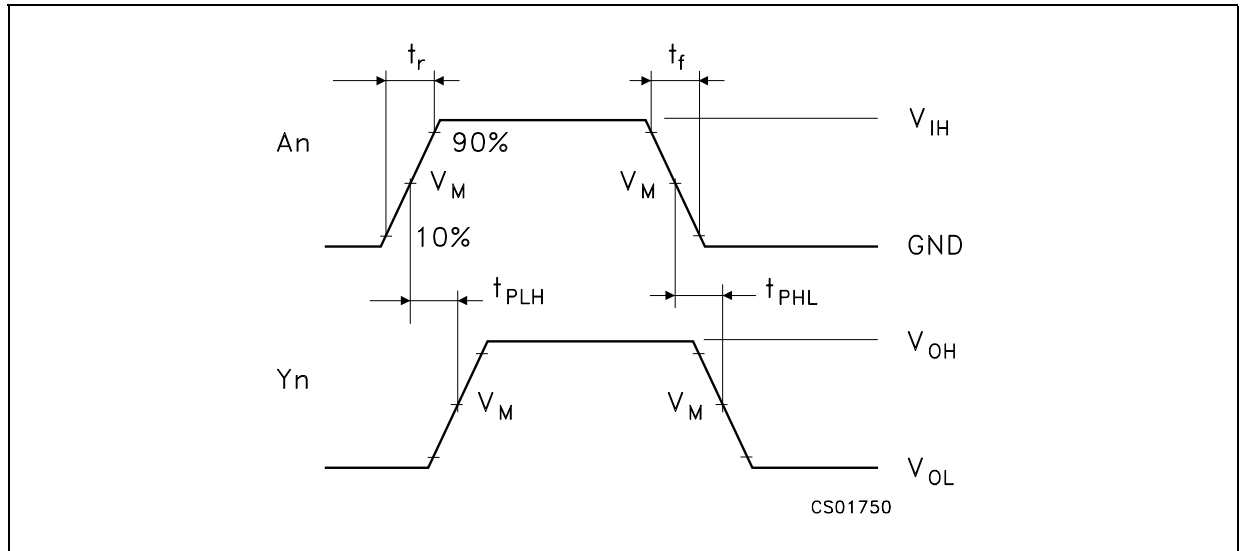 tr
tf
An
90%
VM
VM
VIH
10%
GND
tPLH
tPHL
VOH
Yn
VM
VM
VOL
CS01750